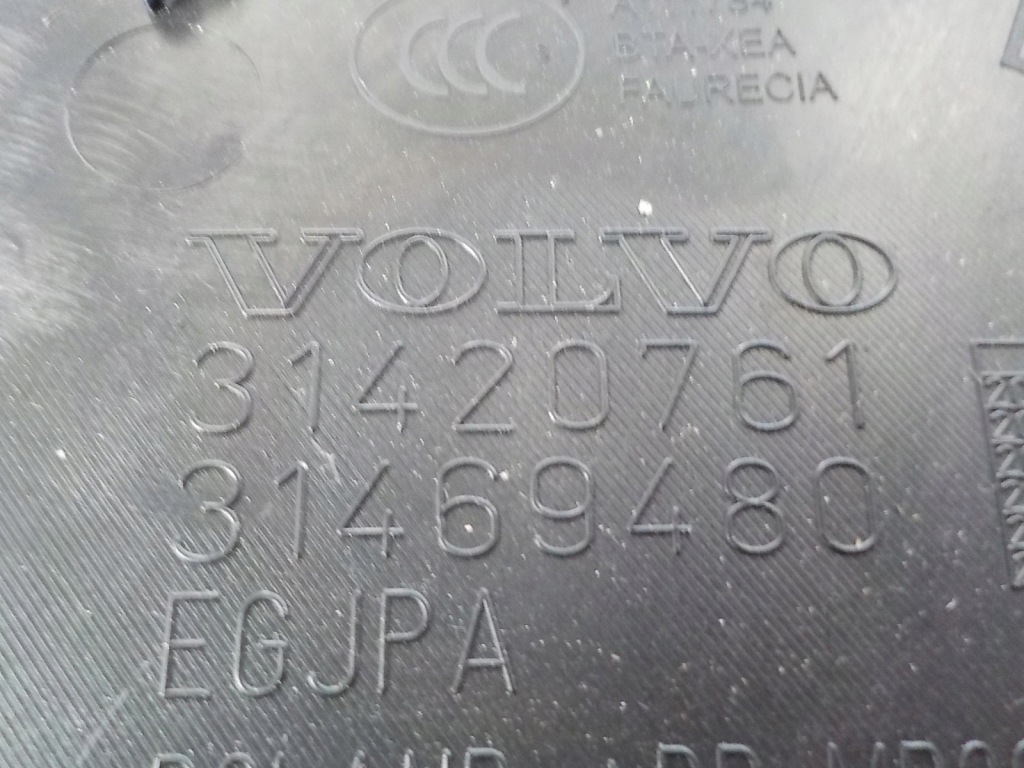 CCC
BTA-KEA
FAURECIA
VOLVO
31420761
31469480
EGJPA